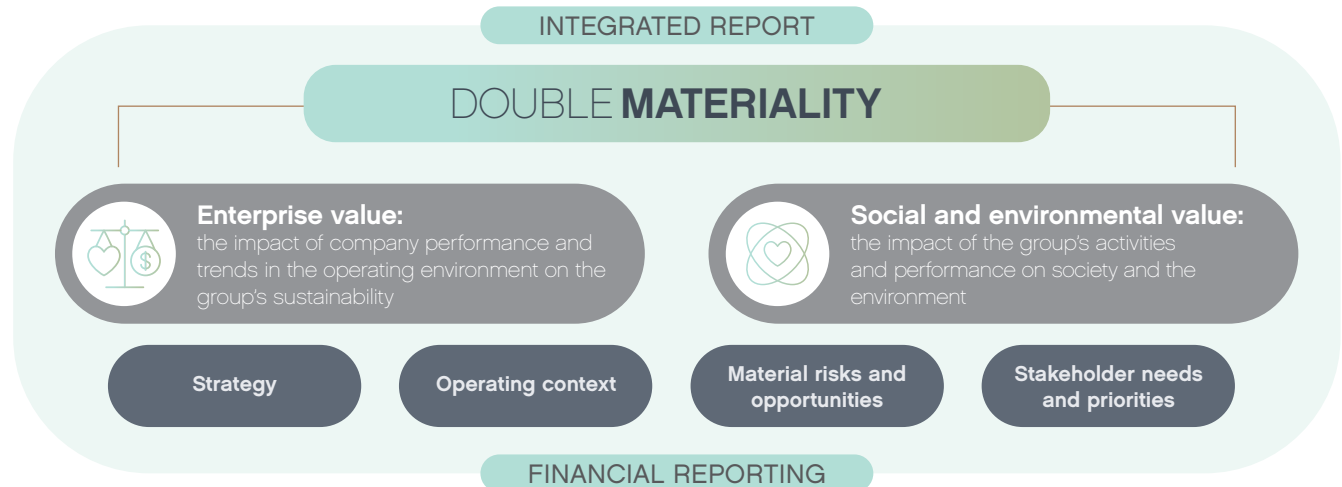 INTEGRATED REPORT
DOUBLE MATERIALITY
Enterprise value:
the impact of company performance and
trends in the operating environment on the
group's sustainability
$
Social and environmental value:
the impact of the group's activities
and performance on society and the
environment
Strategy
Operating context
Material risks and
opportunities
Stakeholder needs
and priorities
FINANCIAL REPORTING